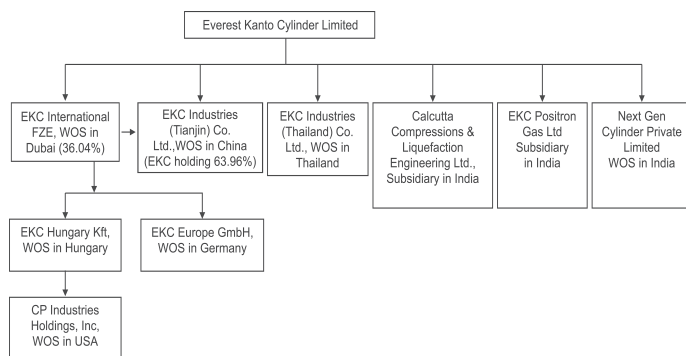 Everest Kanto Cylinder Limited
EKC International
FZE, WOS in
Dubai (36.04%)
EKC Industries
(Tianjin) Co.
Ltd.,WOS in China
(EKC holding 63.96%)
EKC Industries
(Thailand) Co.
Ltd., WOS in
Thailand
Calcutta
Compressions &
Liquefaction
Engineering Ltd.,
Subsidiary in India
EKC Positron
Gas Ltd
Subsidiary
in India
Next Gen
Cylinder Private
Limited
WOS in India
EKC Hungary Kft,
WOS in Hungary
EKC Europe GmbH,
WOS in Germany
CP Industries
Holdings, Inc,
WOS in USA